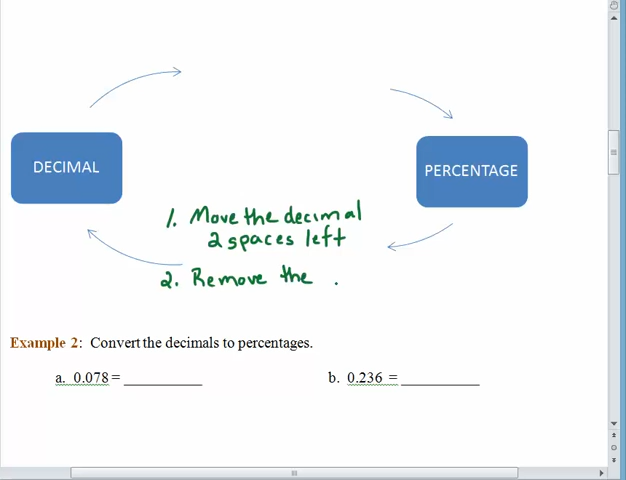 DECIMAL
PERCENTAGE
1. Move the decimal
2 spaces left
2. Remove the .
Example 2: Convert the decimals to percentages.
a. 0.078 = __________
b. 0.236 = __________